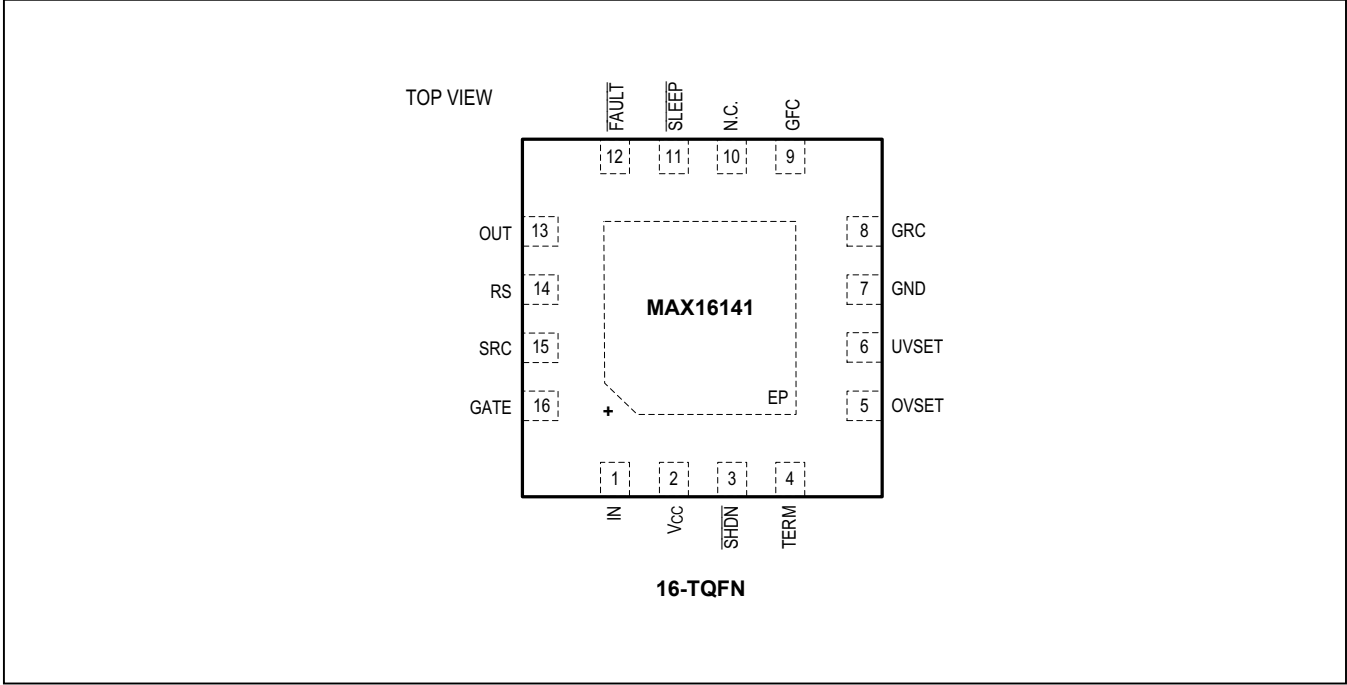 TOP VIEW
FAULT
SLEEP
N.C.
GFC
12
11
10
9
OUT 13
8 GRC
RS 14
7 GND
MAX16141
SRC 15
6 UVSET
GATE 16
EP
5 OVSET
+
1
2
3
4
IN
VCC
SHDN
TERM
16-TQFN